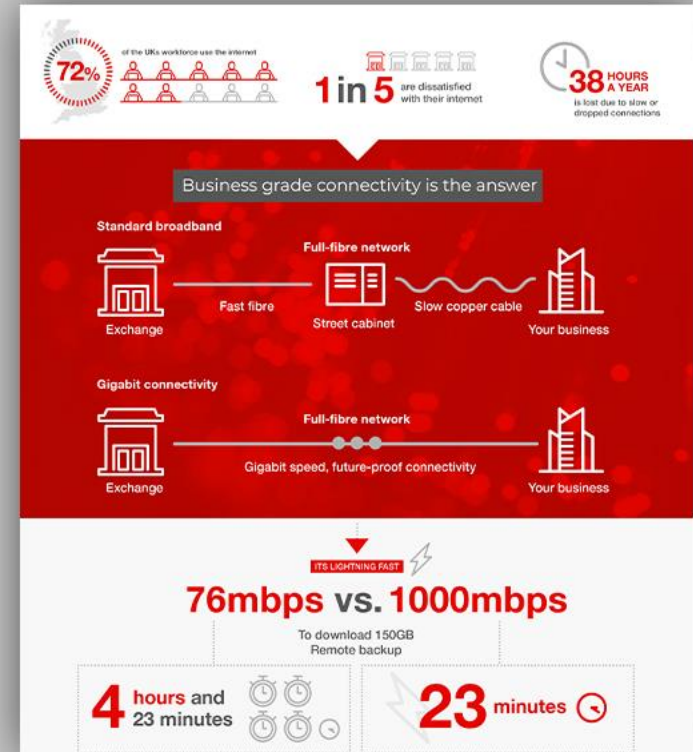 72%
of the UKs workforce use the internet
1 in 5
are dissatisfied
with their internet
38 HOURS
A YEAR
is lost due to slow or
dropped connections
Business grade connectivity is the answer
Standard broadband
Full-fibre network
Fast fibre
Slow copper cable
Exchange
Street cabinet
Your business
Gigabit connectivity
Full-fibre network
Gigabit speed, future-proof connectivity
Exchange
Your business
ITS LIGHTNING FAST
76mbps vs. 1000mbps
To download 150GB
Remote backup
4 hours and
23 minutes
23 minutes